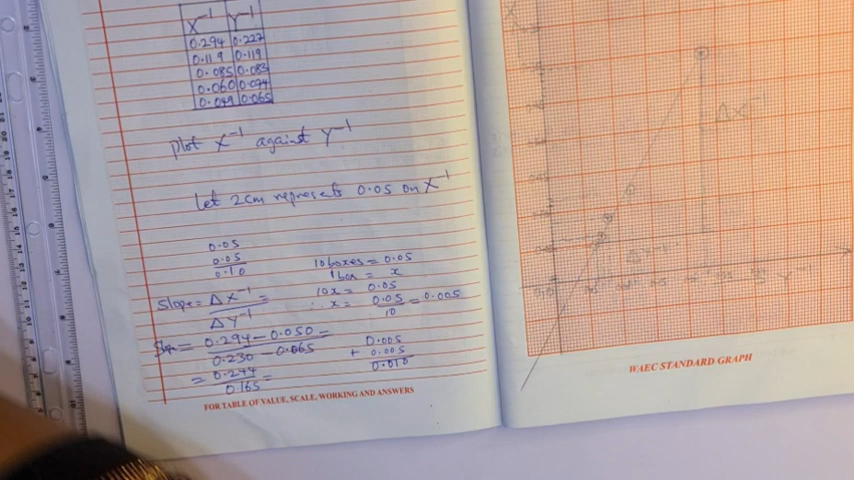 X⁻¹ Y⁻¹
0.294 0.227
0.119 0.119
0.085 0.083
0.060 0.074
0.049 0.065
plot X⁻¹ against Y⁻¹
let 2cm represents 0.05 on X⁻¹
0.05
0.05
0.10
10 boxes = 0.05
1 box = x
10x = 0.05
∴ x = 0.05/10 = 0.005
Slope = ΔX⁻¹/ΔY⁻¹ =
= 0.294 - 0.050 =
0.230 - 0.065
= 0.244 =
0.165
0.005
+ 0.005
0.010
FOR TABLE OF VALUE, SCALE, WORKING AND ANSWERS
ΔX⁻¹
WAEC STANDARD GRAPH